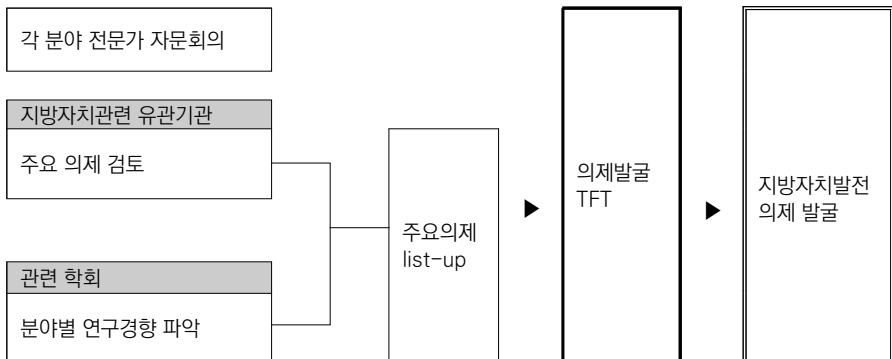 각 분야 전문가 자문회의
지방자치관련 유관기관
주요 의제 검토
관련 학회
분야별 연구경향 파악
주요의제
list-up
▶
의제발굴
TFT
▶
지방자치발전
의제 발굴